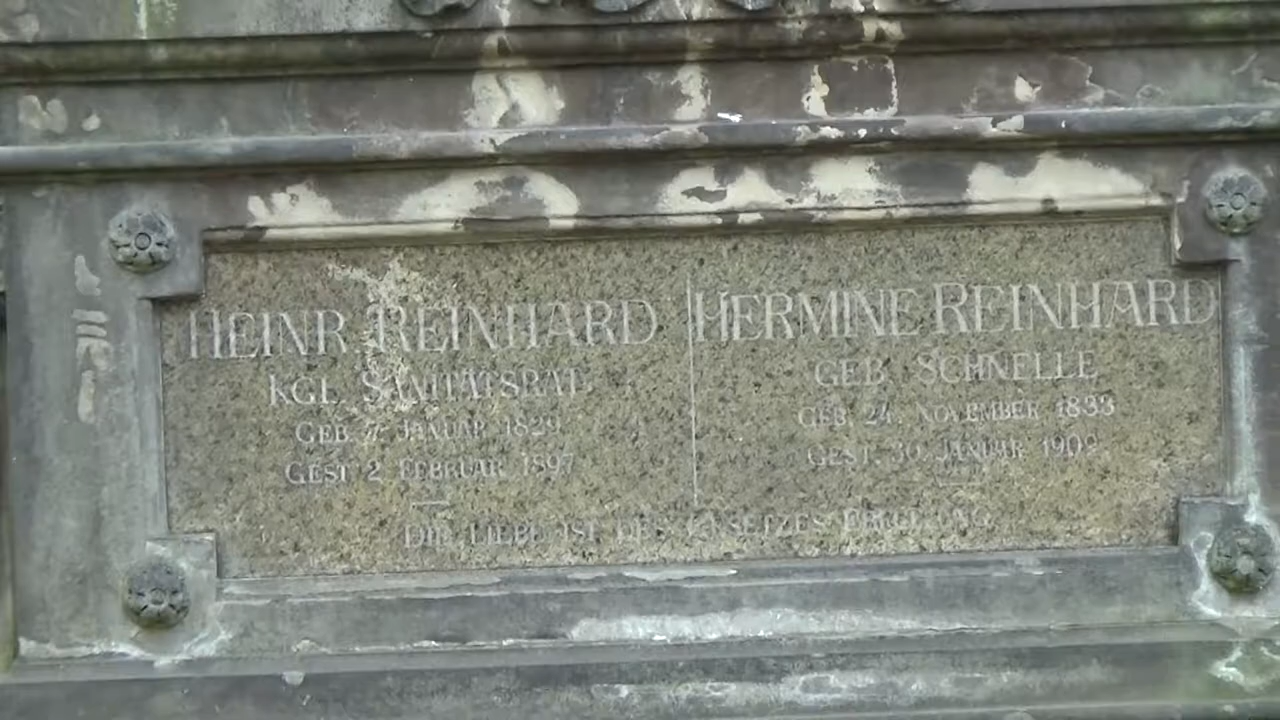 HEINR. REINHARD
KGL. SANITÄTSRAT
GEB. 7. JANUAR 1829
GEST. 2. FEBRUAR 1897
HERMINE REINHARD
GEB. SCHNELLE
GEB. 24. NOVEMBER 1833
GEST. 30. JANUAR
DIE LIEBE IST DES GESETZES ERFÜLLUNG